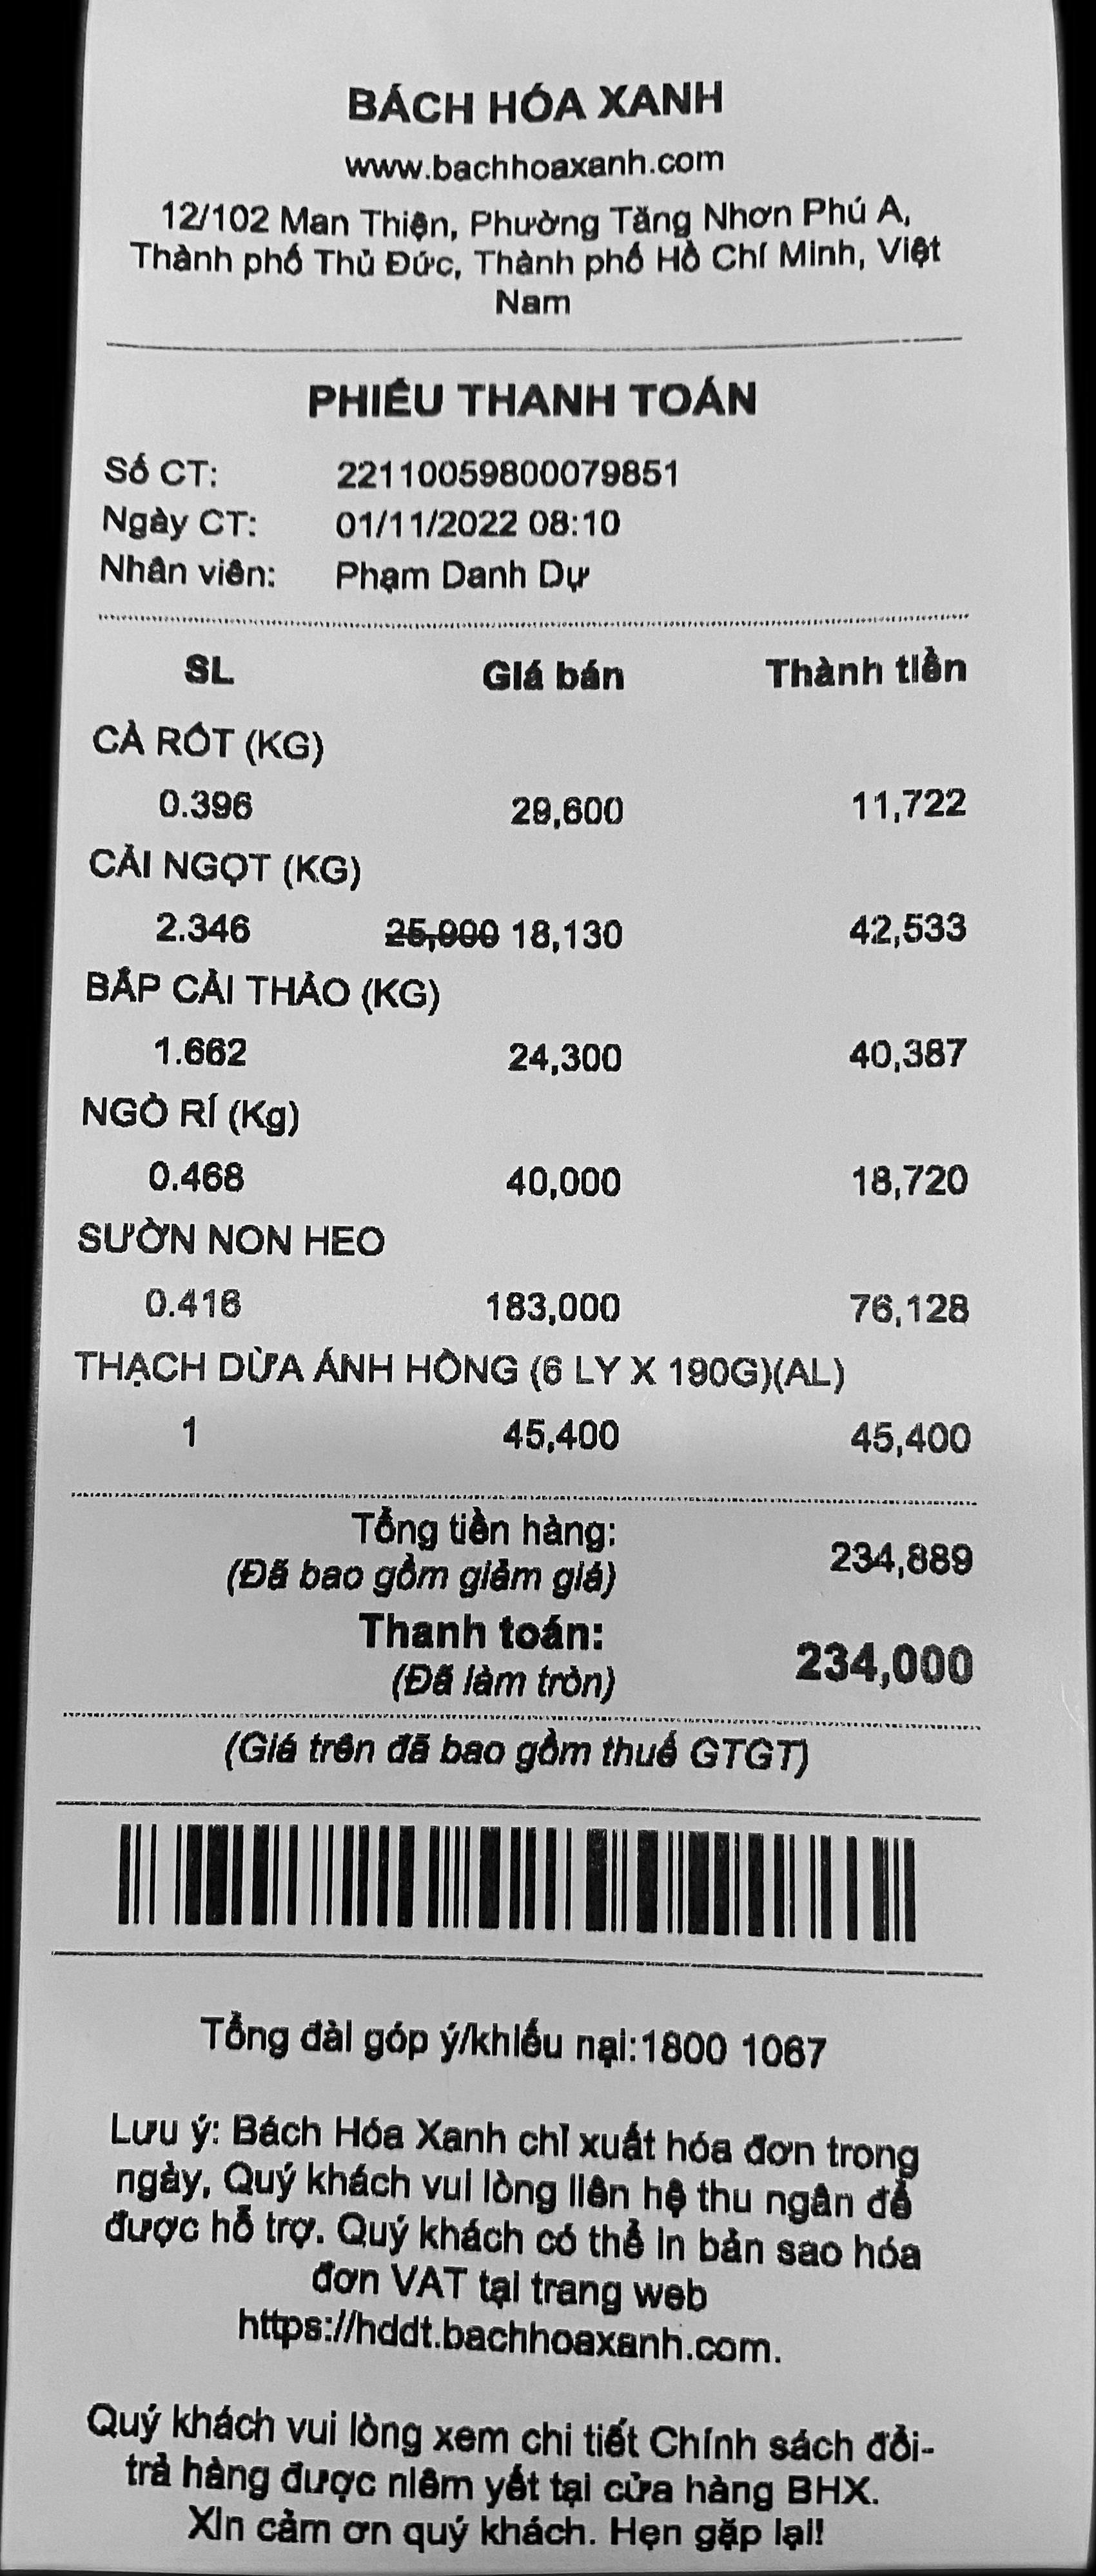 BÁCH HÓA XANH
www.bachhoaxanh.com
12/102 Man Thiện, Phường Tăng Nhơn Phú A,
Thành phố Thủ Đức, Thành phố Hồ Chí Minh, Việt
Nam
PHIẾU THANH TOÁN
Số CT: 22110059800079851
Ngày CT: 01/11/2022 08:10
Nhân viên: Phạm Danh Dự
SL Giá bán Thành tiền
CÀ RỐT (KG)
0.396 29,600 11,722
CẢI NGỌT (KG)
2.346 25,900 18,130 42,533
BẮP CẢI THẢO (KG)
1.662 24,300 40,387
NGÒ RÍ (Kg)
0.468 40,000 18,720
SƯỜN NON HEO
0.416 183,000 76,128
THẠCH DỪA ÁNH HỒNG (6 LY X 190G)(AL)
1 45,400 45,400
Tổng tiền hàng: 234,889
(Đã bao gồm giảm giá)
Thanh toán: 234,000
(Đã làm tròn)
(Giá trên đã bao gồm thuế GTGT)
Tổng đài góp ý/khiếu nại:1800 1067
Lưu ý: Bách Hóa Xanh chỉ xuất hóa đơn trong
ngày, Quý khách vui lòng liên hệ thu ngân để
được hỗ trợ. Quý khách có thể in bản sao hóa
đơn VAT tại trang web
https://hddt.bachhoaxanh.com.
Quý khách vui lòng xem chi tiết Chính sách đổi-
trả hàng được niêm yết tại cửa hàng BHX.
Xin cảm ơn quý khách. Hẹn gặp lại!